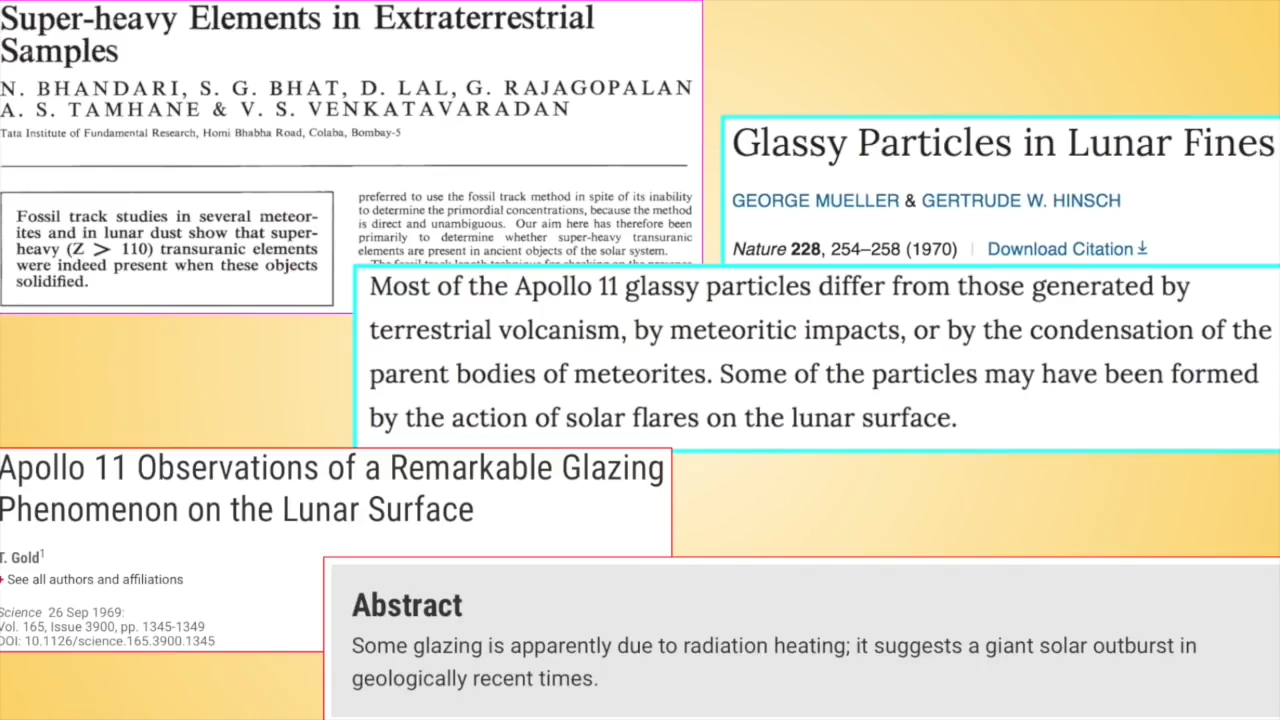 Super-heavy Elements in Extraterrestrial
Samples
N. BHANDARI, S. G. BHAT, D. LAL, G. RAJAGOPALAN
A. S. TAMHANE & V. S. VENKATAVARADAN
Tata Institute of Fundamental Research, Homi Bhabha Road, Colaba, Bombay-5
Fossil track studies in several meteor-
ites and in lunar dust show that super-
heavy (Z > 110) transuranic elements
were indeed present when these objects
solidified.
preferred to use the fossil track method in spite of its inability
to determine the primordial concentrations, because the method
is direct and unambiguous. Our aim here has therefore been
primarily to determine whether super-heavy transuranic
elements are present in ancient objects of the solar system.
Glassy Particles in Lunar Fines
GEORGE MUELLER & GERTRUDE W. HINSCH
Nature 228, 254–258 (1970) | Download Citation
Most of the Apollo 11 glassy particles differ from those generated by
terrestrial volcanism, by meteoritic impacts, or by the condensation of the
parent bodies of meteorites. Some of the particles may have been formed
by the action of solar flares on the lunar surface.
Apollo 11 Observations of a Remarkable Glazing
Phenomenon on the Lunar Surface
T. Gold1
+ See all authors and affiliations
Science 26 Sep 1969:
Vol. 165, Issue 3900, pp. 1345-1349
DOI: 10.1126/science.165.3900.1345
Abstract
Some glazing is apparently due to radiation heating; it suggests a giant solar outburst in
geologically recent times.